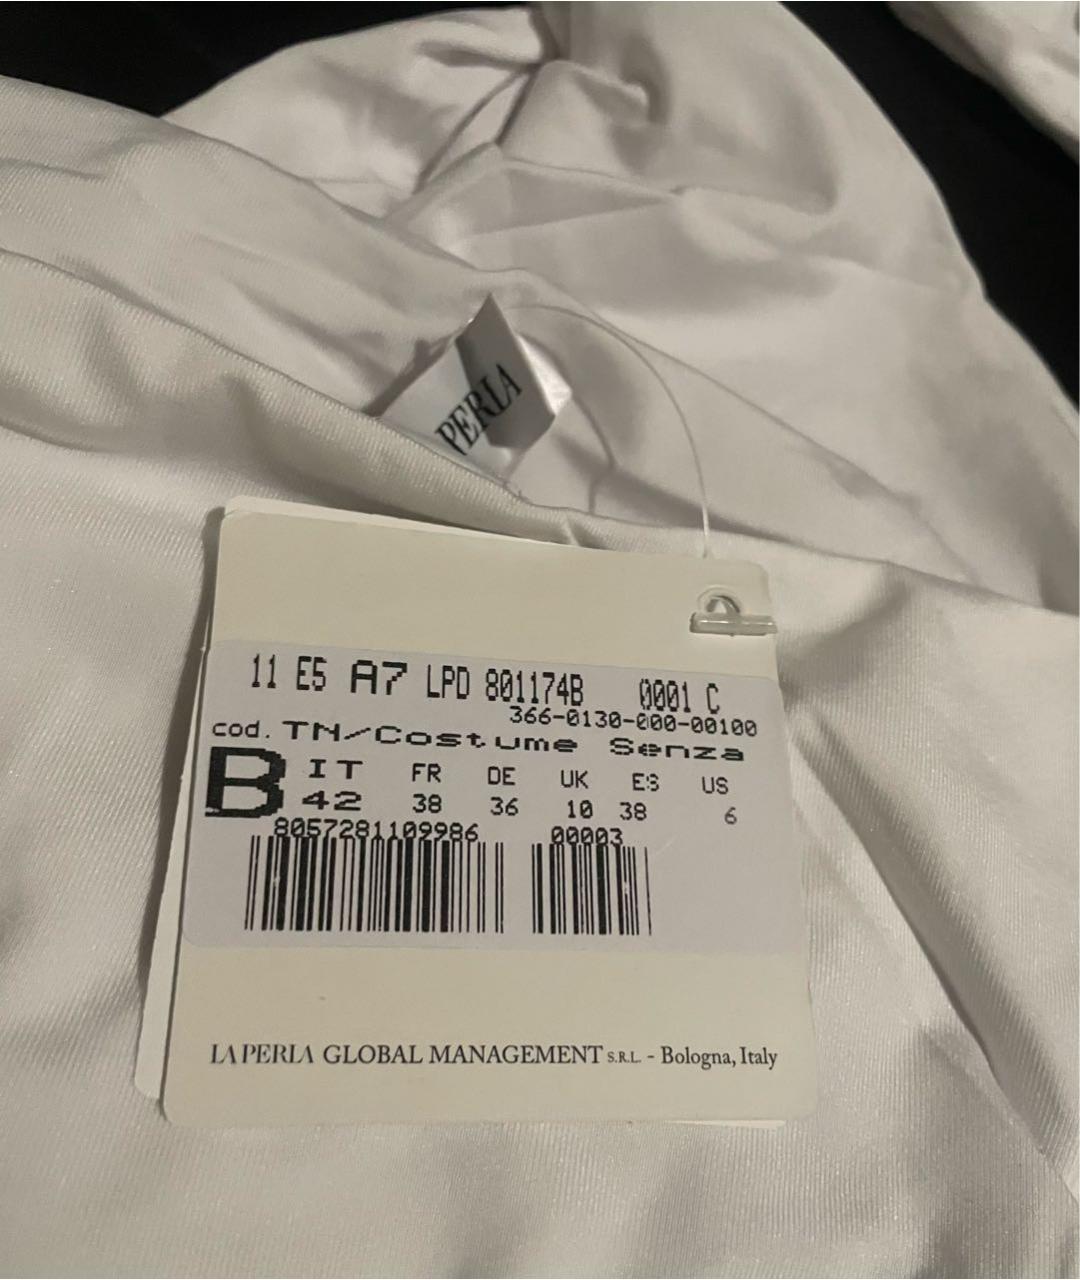 PERLA
11 E5 A7 LPD 801174B 0001 C
366-0130-000-00100
cod. TN/Costume Senza
B IT FR DE UK ES US
42 38 36 10 38 6
8057281109986 00003
LA PERLA GLOBAL MANAGEMENT S.R.L. - Bologna, Italy